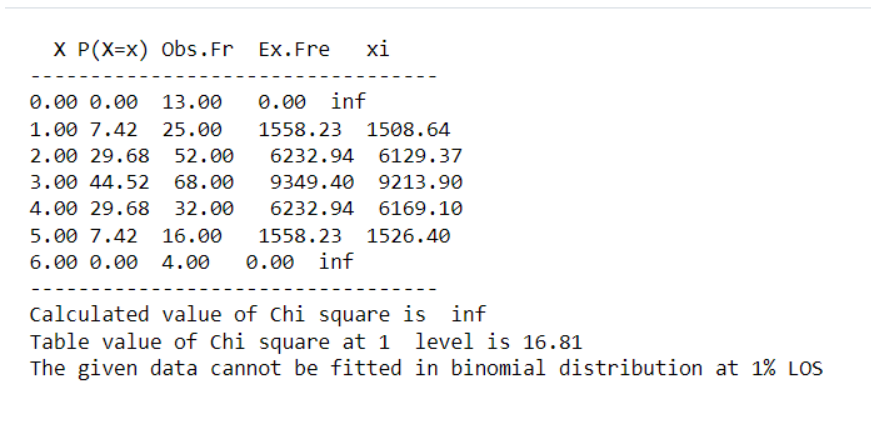 X P(X=x) Obs.Fr Ex.Fre xi
----------------------------------
0.00 0.00 13.00 0.00 inf
1.00 7.42 25.00 1558.23 1508.64
2.00 29.68 52.00 6232.94 6129.37
3.00 44.52 68.00 9349.40 9213.90
4.00 29.68 32.00 6232.94 6169.10
5.00 7.42 16.00 1558.23 1526.40
6.00 0.00 4.00 0.00 inf
----------------------------------
Calculated value of Chi square is inf
Table value of Chi square at 1 level is 16.81
The given data cannot be fitted in binomial distribution at 1% LOS